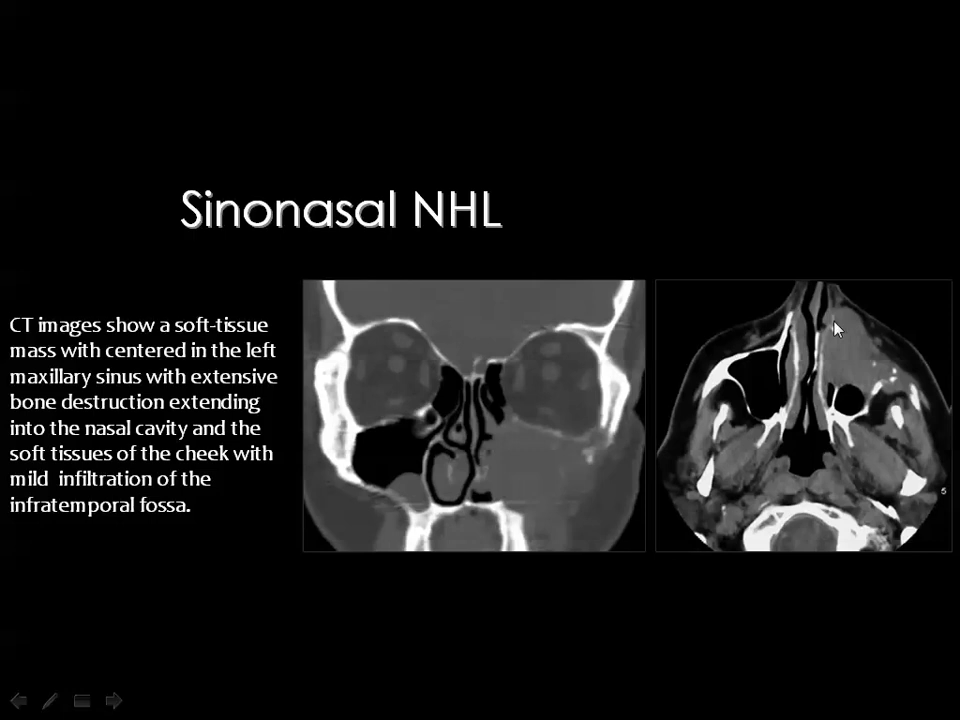 Sinonasal NHL
CT images show a soft-tissue
mass with centered in the left
maxillary sinus with extensive
bone destruction extending
into the nasal cavity and the
soft tissues of the cheek with
mild infiltration of the
infratemporal fossa.
5